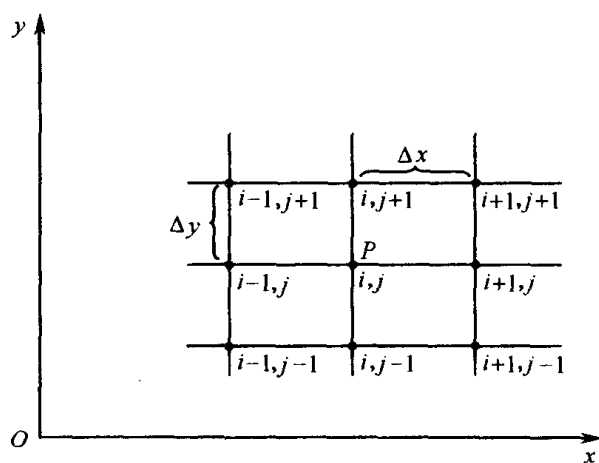 y
Δx
i−1,j+1 i,j+1 i+1,j+1
Δy
P
i−1,j i,j i+1,j
i−1,j−1 i,j−1 i+1,j−1
O
x